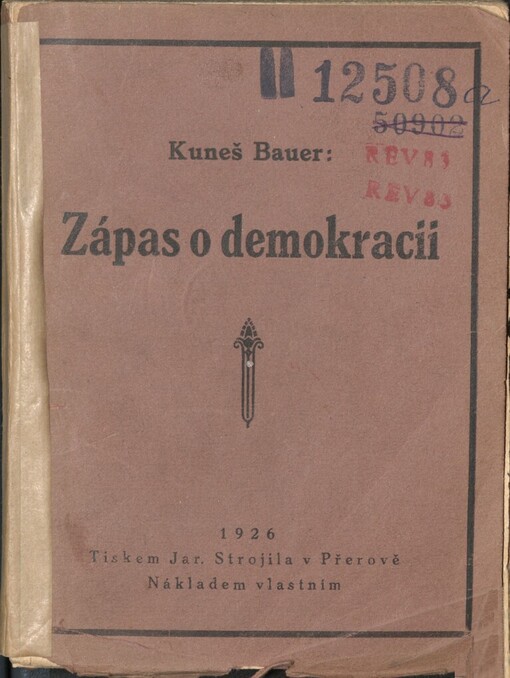 12508a
50902
Kuneš Bauer:
REV83
REV83
Zápas o demokracii
1926
Tiskem Jar. Strojila v Přerově
Nákladem vlastním